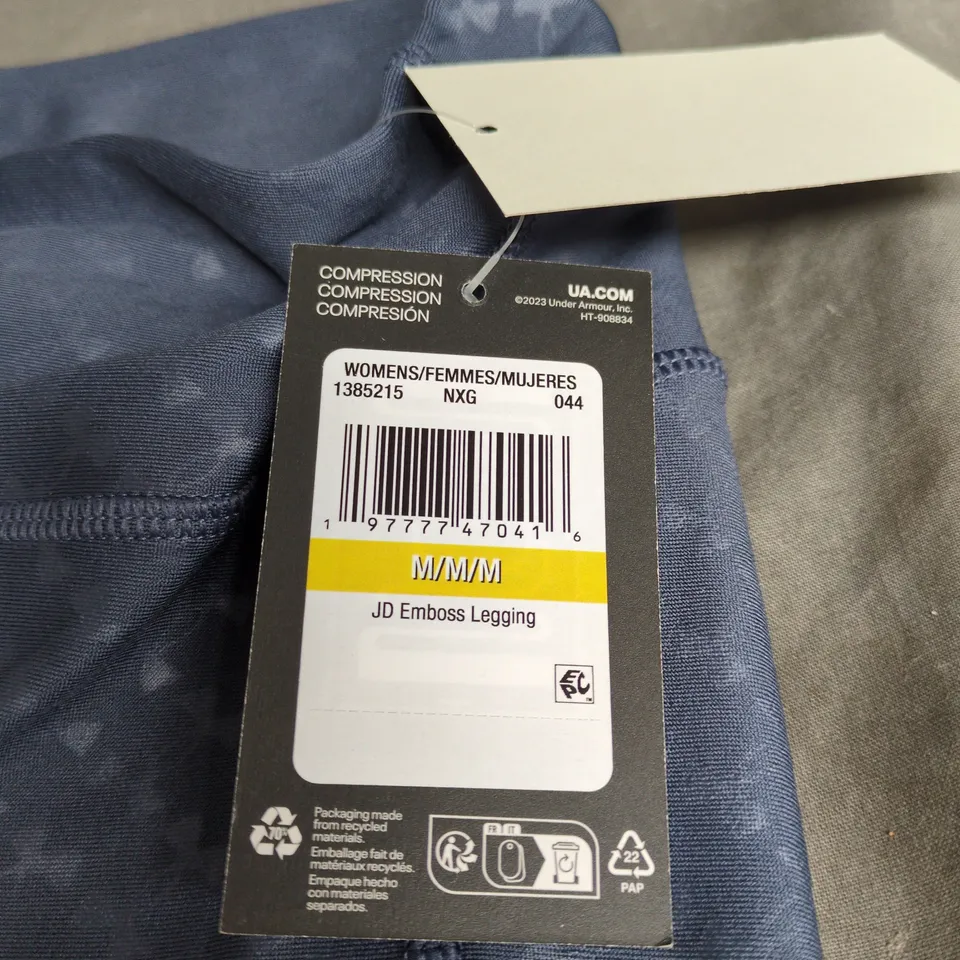 COMPRESSION
COMPRESSION
COMPRESIÓN
UA.COM
©2023 Under Armour, Inc.
HT-908834
WOMENS/FEMMES/MUJERES
1385215 NXG 044
1 97777 47041 6
M/M/M
JD Emboss Legging
EPC
TM
70%
Packaging made
from recycled
materials.
Emballage fait de
matériaux recyclés.
Empaque hecho
con materiales
separados.
FR IT
22
PAP